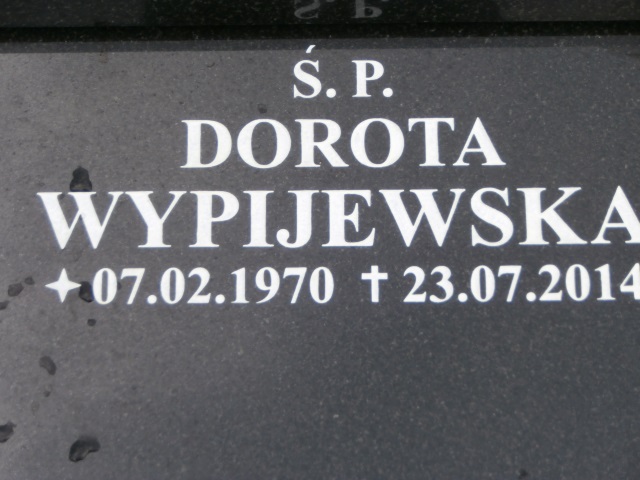 Ś. P.
DOROTA
WYPIJEWSKA
07.02.1970 † 23.07.2014